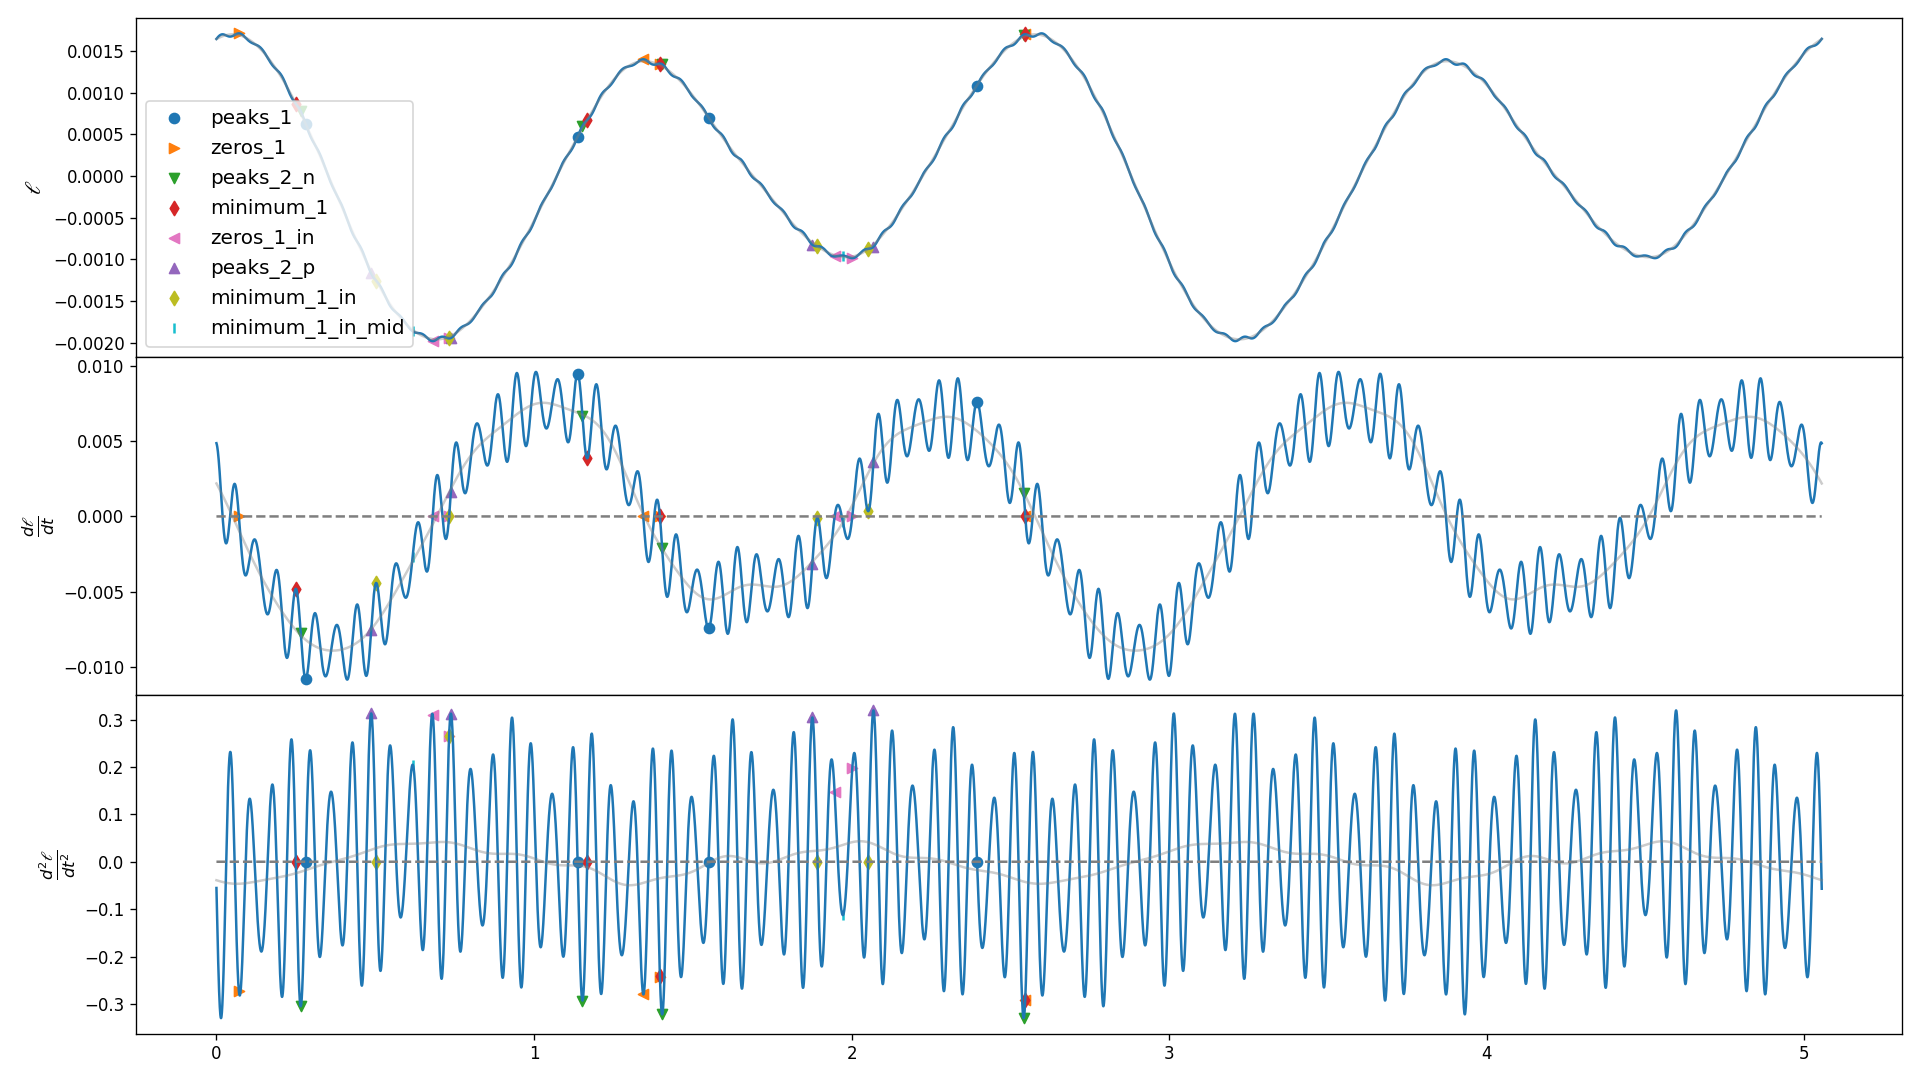 0.0015
0.0010
0.0005
0.0000
−0.0005
−0.0010
−0.0015
−0.0020
ℓ
peaks_1
zeros_1
peaks_2_n
minimum_1
zeros_1_in
peaks_2_p
minimum_1_in
minimum_1_in_mid
0.010
0.005
0.000
−0.005
−0.010
dℓ
dt
0.3
0.2
0.1
0.0
−0.1
−0.2
−0.3
d²ℓ
dt²
0 1 2 3 4 5